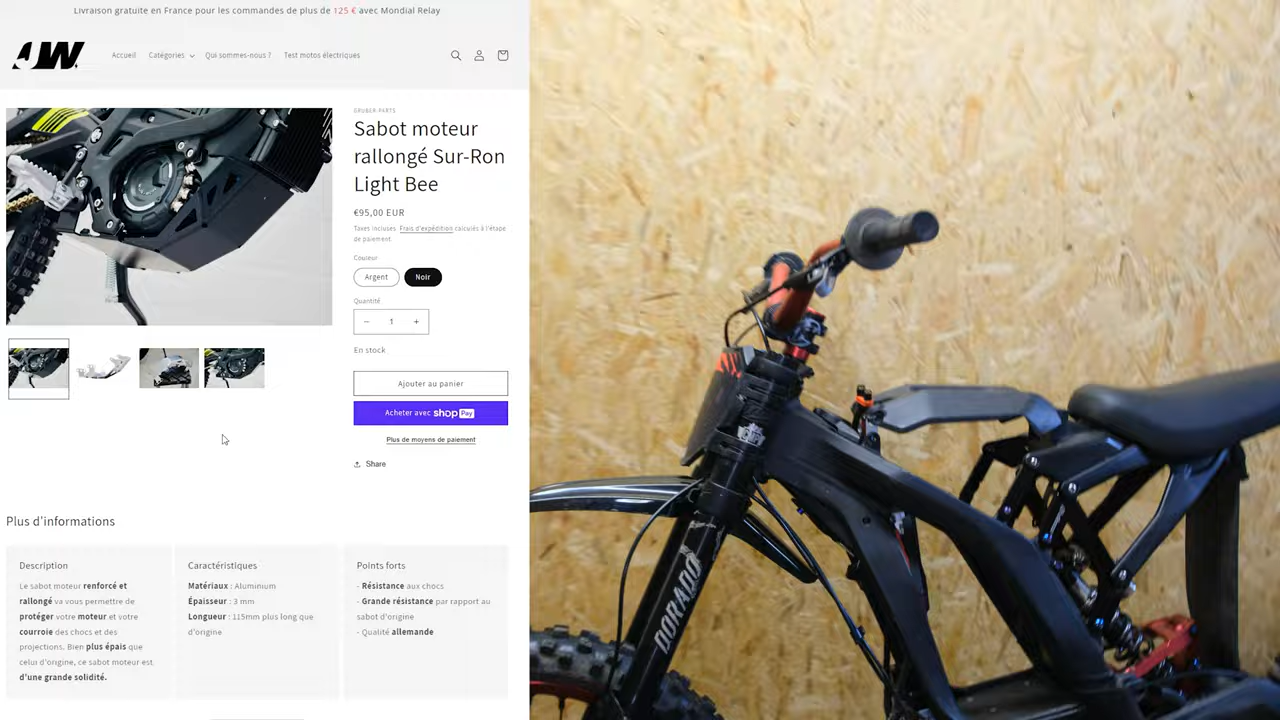 Livraison gratuite en France pour les commandes de plus de 125 € avec Mondial Relay
Accueil
Catégories
Qui sommes-nous ?
Test motos électriques
GRUBER PARTS
Sabot moteur
rallongé Sur-Ron
Light Bee
€95,00 EUR
Taxes incluses. Frais d'expédition calculés à l'étape
de paiement.
Couleur
Argent
Noir
Quantité
− 1 +
En stock
Ajouter au panier
Acheter avec shop Pay
Plus de moyens de paiement
Share
Plus d'informations
Description
Le sabot moteur renforcé et
rallongé va vous permettre de
protéger votre moteur et votre
courroie des chocs et des
projections. Bien plus épais que
celui d'origine, ce sabot moteur est
d'une grande solidité.
Caractéristiques
Matériaux : Aluminium
Épaisseur : 3 mm
Longueur : 115mm plus long que
d'origine
Points forts
- Résistance aux chocs
- Grande résistance par rapport au
sabot d'origine
- Qualité allemande
DORADO